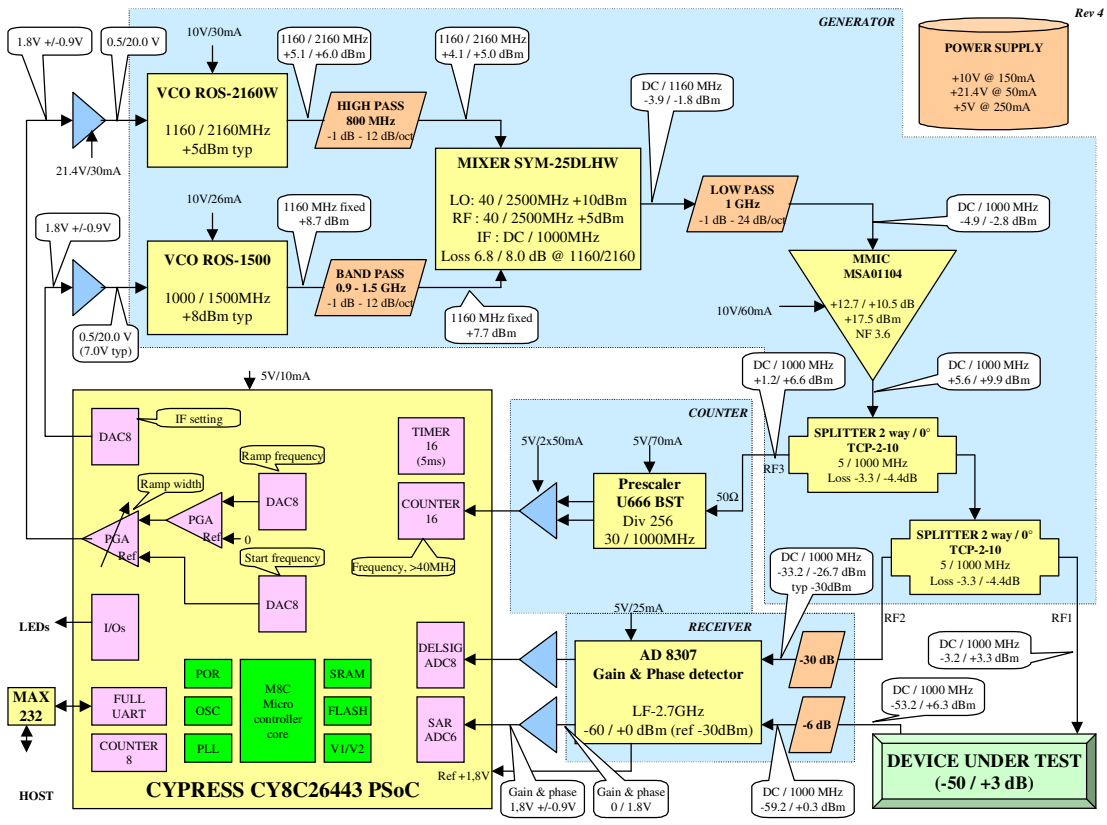 GENERATOR
Rev 4
POWER SUPPLY
+10V @ 150mA
+21.4V @ 50mA
+5V @ 250mA
1.8V +/-0.9V
0.5/20.0 V
10V/30mA
1160 / 2160 MHz
+5.1 / +6.0 dBm
1160 / 2160 MHz
+4.1 / +5.0 dBm
VCO ROS-2160W
1160 / 2160MHz
+5dBm typ
21.4V/30mA
HIGH PASS
800 MHz
-1 dB - 12 dB/oct
DC / 1160 MHz
-3.9 / -1.8 dBm
MIXER SYM-25DLHW
LO: 40 / 2500MHz +10dBm
RF : 40 / 2500MHz +5dBm
IF : DC / 1000MHz
Loss 6.8 / 8.0 dB @ 1160/2160
LOW PASS
1 GHz
-1 dB - 24 dB/oct
DC / 1000 MHz
-4.9 / -2.8 dBm
1.8V +/-0.9V
10V/26mA
1160 MHz fixed
+8.7 dBm
VCO ROS-1500
1000 / 1500MHz
+8dBm typ
BAND PASS
0.9 - 1.5 GHz
-1 dB - 12 dB/oct
1160 MHz fixed
+7.7 dBm
0.5/20.0 V
(7.0V typ)
MMIC
MSA01104
+12.7 / +10.5 dB
+17.5 dBm
NF 3.6
10V/60mA
DC / 1000 MHz
+1.2/ +6.6 dBm
DC / 1000 MHz
+5.6 / +9.9 dBm
5V/10mA
DAC8
IF setting
Ramp frequency
DAC8
Ramp width
PGA
Ref
PGA
Ref
0
Start frequency
DAC8
TIMER
16
(5ms)
COUNTER
16
Frequency, >40MHz
COUNTER
5V/2x50mA
5V/70mA
Prescaler
U666 BST
Div 256
30 / 1000MHz
50Ω
RF3
SPLITTER 2 way / 0°
TCP-2-10
5 / 1000 MHz
Loss -3.3 / -4.4dB
SPLITTER 2 way / 0°
TCP-2-10
5 / 1000 MHz
Loss -3.3 / -4.4dB
DC / 1000 MHz
-33.2 / -26.7 dBm
typ -30dBm
RF2
RF1
DC / 1000 MHz
-3.2 / +3.3 dBm
LEDs
I/Os
5V/25mA
RECEIVER
DELSIG
ADC8
AD 8307
Gain & Phase detector
LF-2.7GHz
-60 / +0 dBm (ref -30dBm)
-30 dB
-6 dB
DC / 1000 MHz
-53.2 / +6.3 dBm
MAX
232
FULL
UART
COUNTER
8
POR
OSC
PLL
M8C
Micro
controller
core
SRAM
FLASH
V1/V2
SAR
ADC6
Ref +1,8V
HOST
CYPRESS CY8C26443 PSoC
Gain & phase
1,8V +/-0.9V
Gain & phase
0 / 1.8V
DC / 1000 MHz
-59.2 / +0.3 dBm
DEVICE UNDER TEST
(-50 / +3 dB)